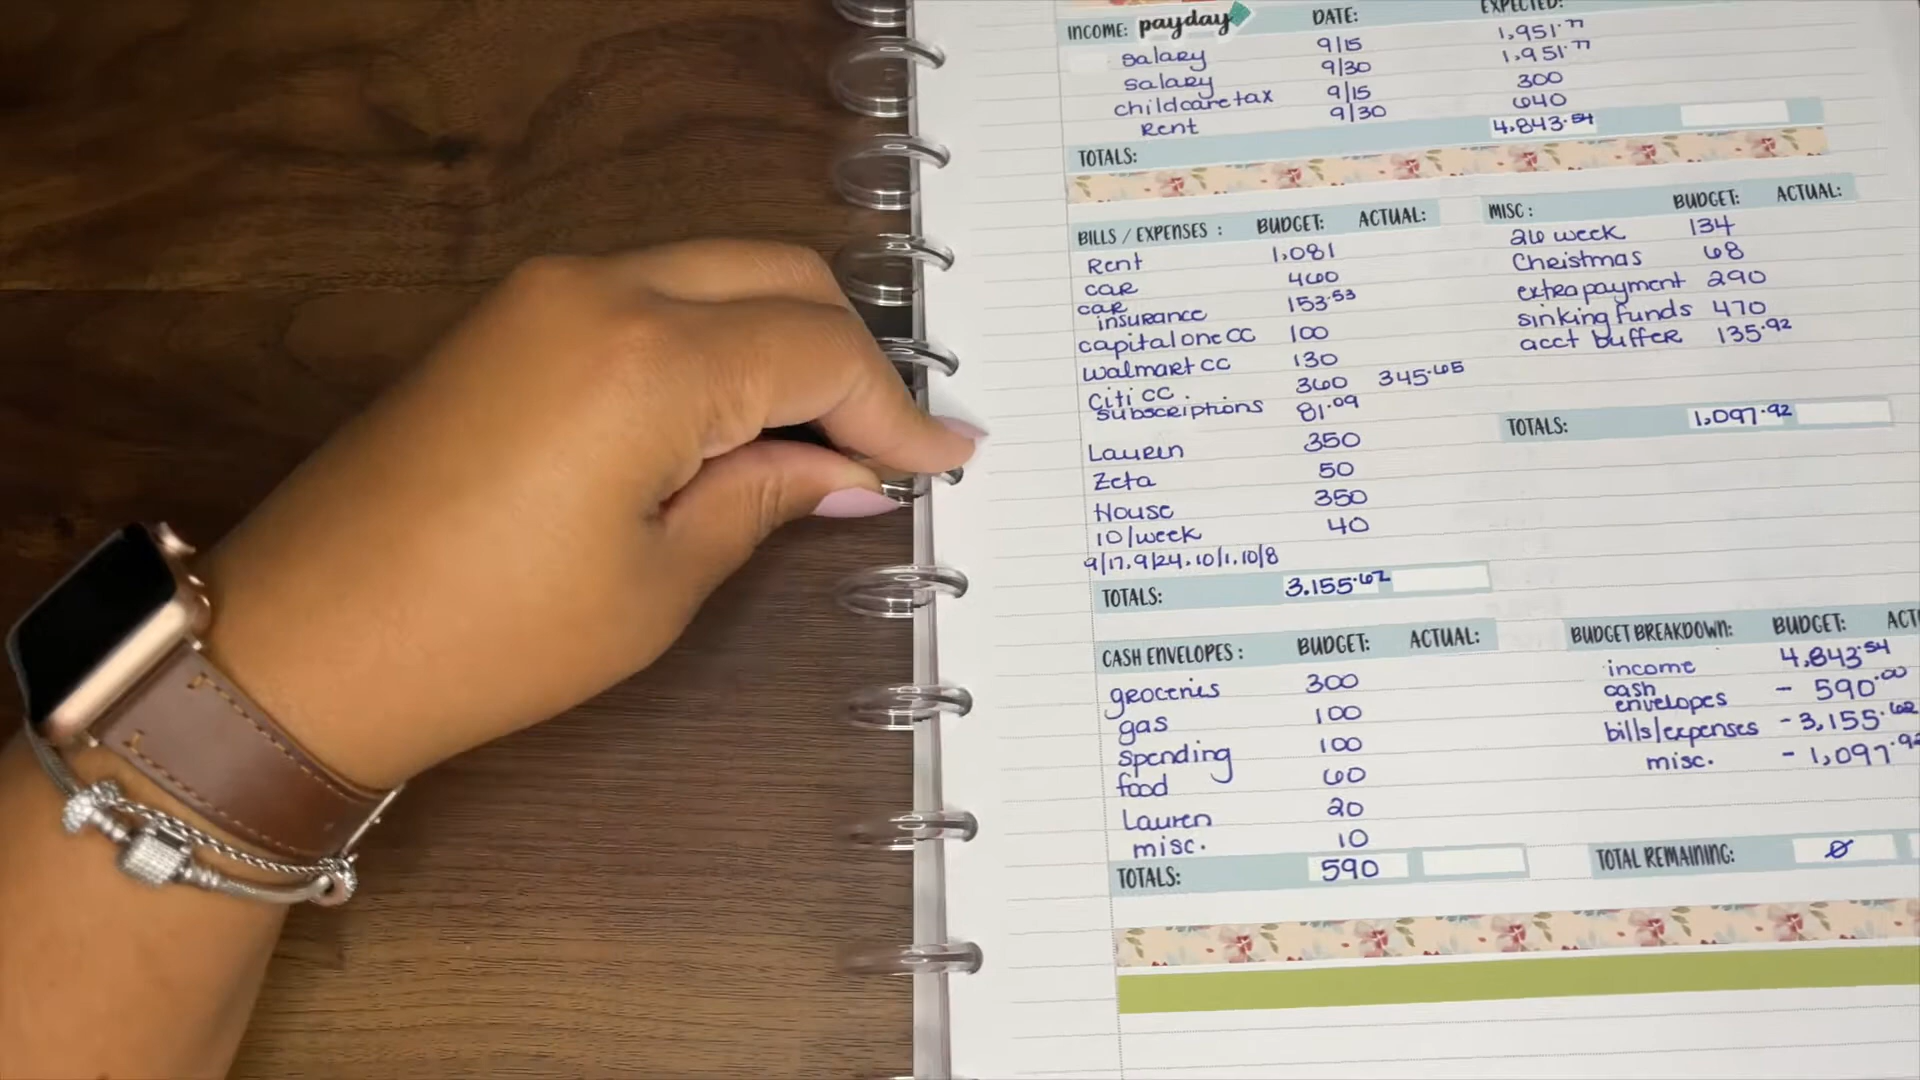 INCOME: payday DATE: EXPECTED:
salary 9/15 1,951.77
salary 9/30 1,951.77
childcare tax 9/15 300
Rent 9/30 640
TOTALS: 4,843.54
BILLS / EXPENSES : BUDGET: ACTUAL:
Rent 1,081
car 460
car
insurance 153.53
capital one CC 100
walmart CC 130
Citi CC. 360 345.65
subscriptions 81.09
Lauren 350
Zeta 50
House 350
10/week 40
9/17. 9/24. 10/1. 10/8
TOTALS: 3.155.62
MISC : BUDGET: ACTUAL:
26 week 134
Christmas 68
extra payment 290
sinking funds 470
acct buffer 135.92
TOTALS: 1,097.92
CASH ENVELOPES : BUDGET: ACTUAL:
groceries 300
gas 100
spending 100
food 60
Lauren 20
misc. 10
TOTALS: 590
BUDGET BREAKDOWN: BUDGET: ACT
income 4,843.54
cash
envelopes - 590.00
bills/expenses - 3,155.62
misc. - 1,097.92
TOTAL REMAINING: 0